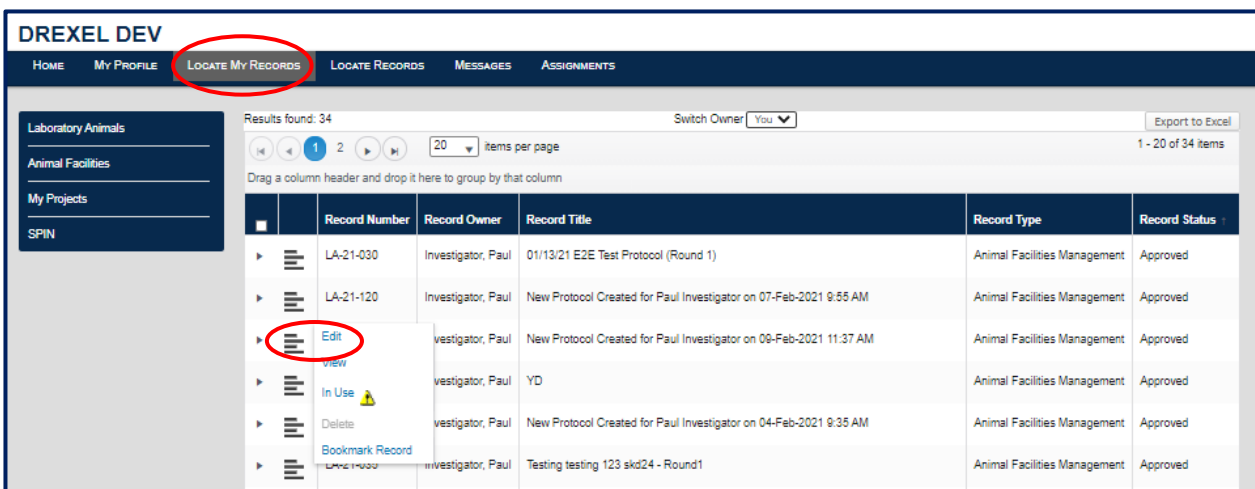 DREXEL DEV
HOME MY PROFILE LOCATE MY RECORDS LOCATE RECORDS MESSAGES ASSIGNMENTS
Laboratory Animals
Animal Facilities
My Projects
SPIN
Results found: 34 Switch Owner You Export to Excel
1 2 20 items per page 1 - 20 of 34 items
Drag a column header and drop it here to group by that column
Record Number Record Owner Record Title Record Type Record Status ↑
LA-21-030 Investigator, Paul 01/13/21 E2E Test Protocol (Round 1) Animal Facilities Management Approved
LA-21-120 Investigator, Paul New Protocol Created for Paul Investigator on 07-Feb-2021 9:55 AM Animal Facilities Management Approved
Edit vestigator, Paul New Protocol Created for Paul Investigator on 09-Feb-2021 11:37 AM Animal Facilities Management Approved
View
vestigator, Paul YD Animal Facilities Management Approved
In Use
Delete vestigator, Paul New Protocol Created for Paul Investigator on 04-Feb-2021 9:35 AM Animal Facilities Management Approved
Bookmark Record
Investigator, Paul Testing testing 123 skd24 - Round1 Animal Facilities Management Approved